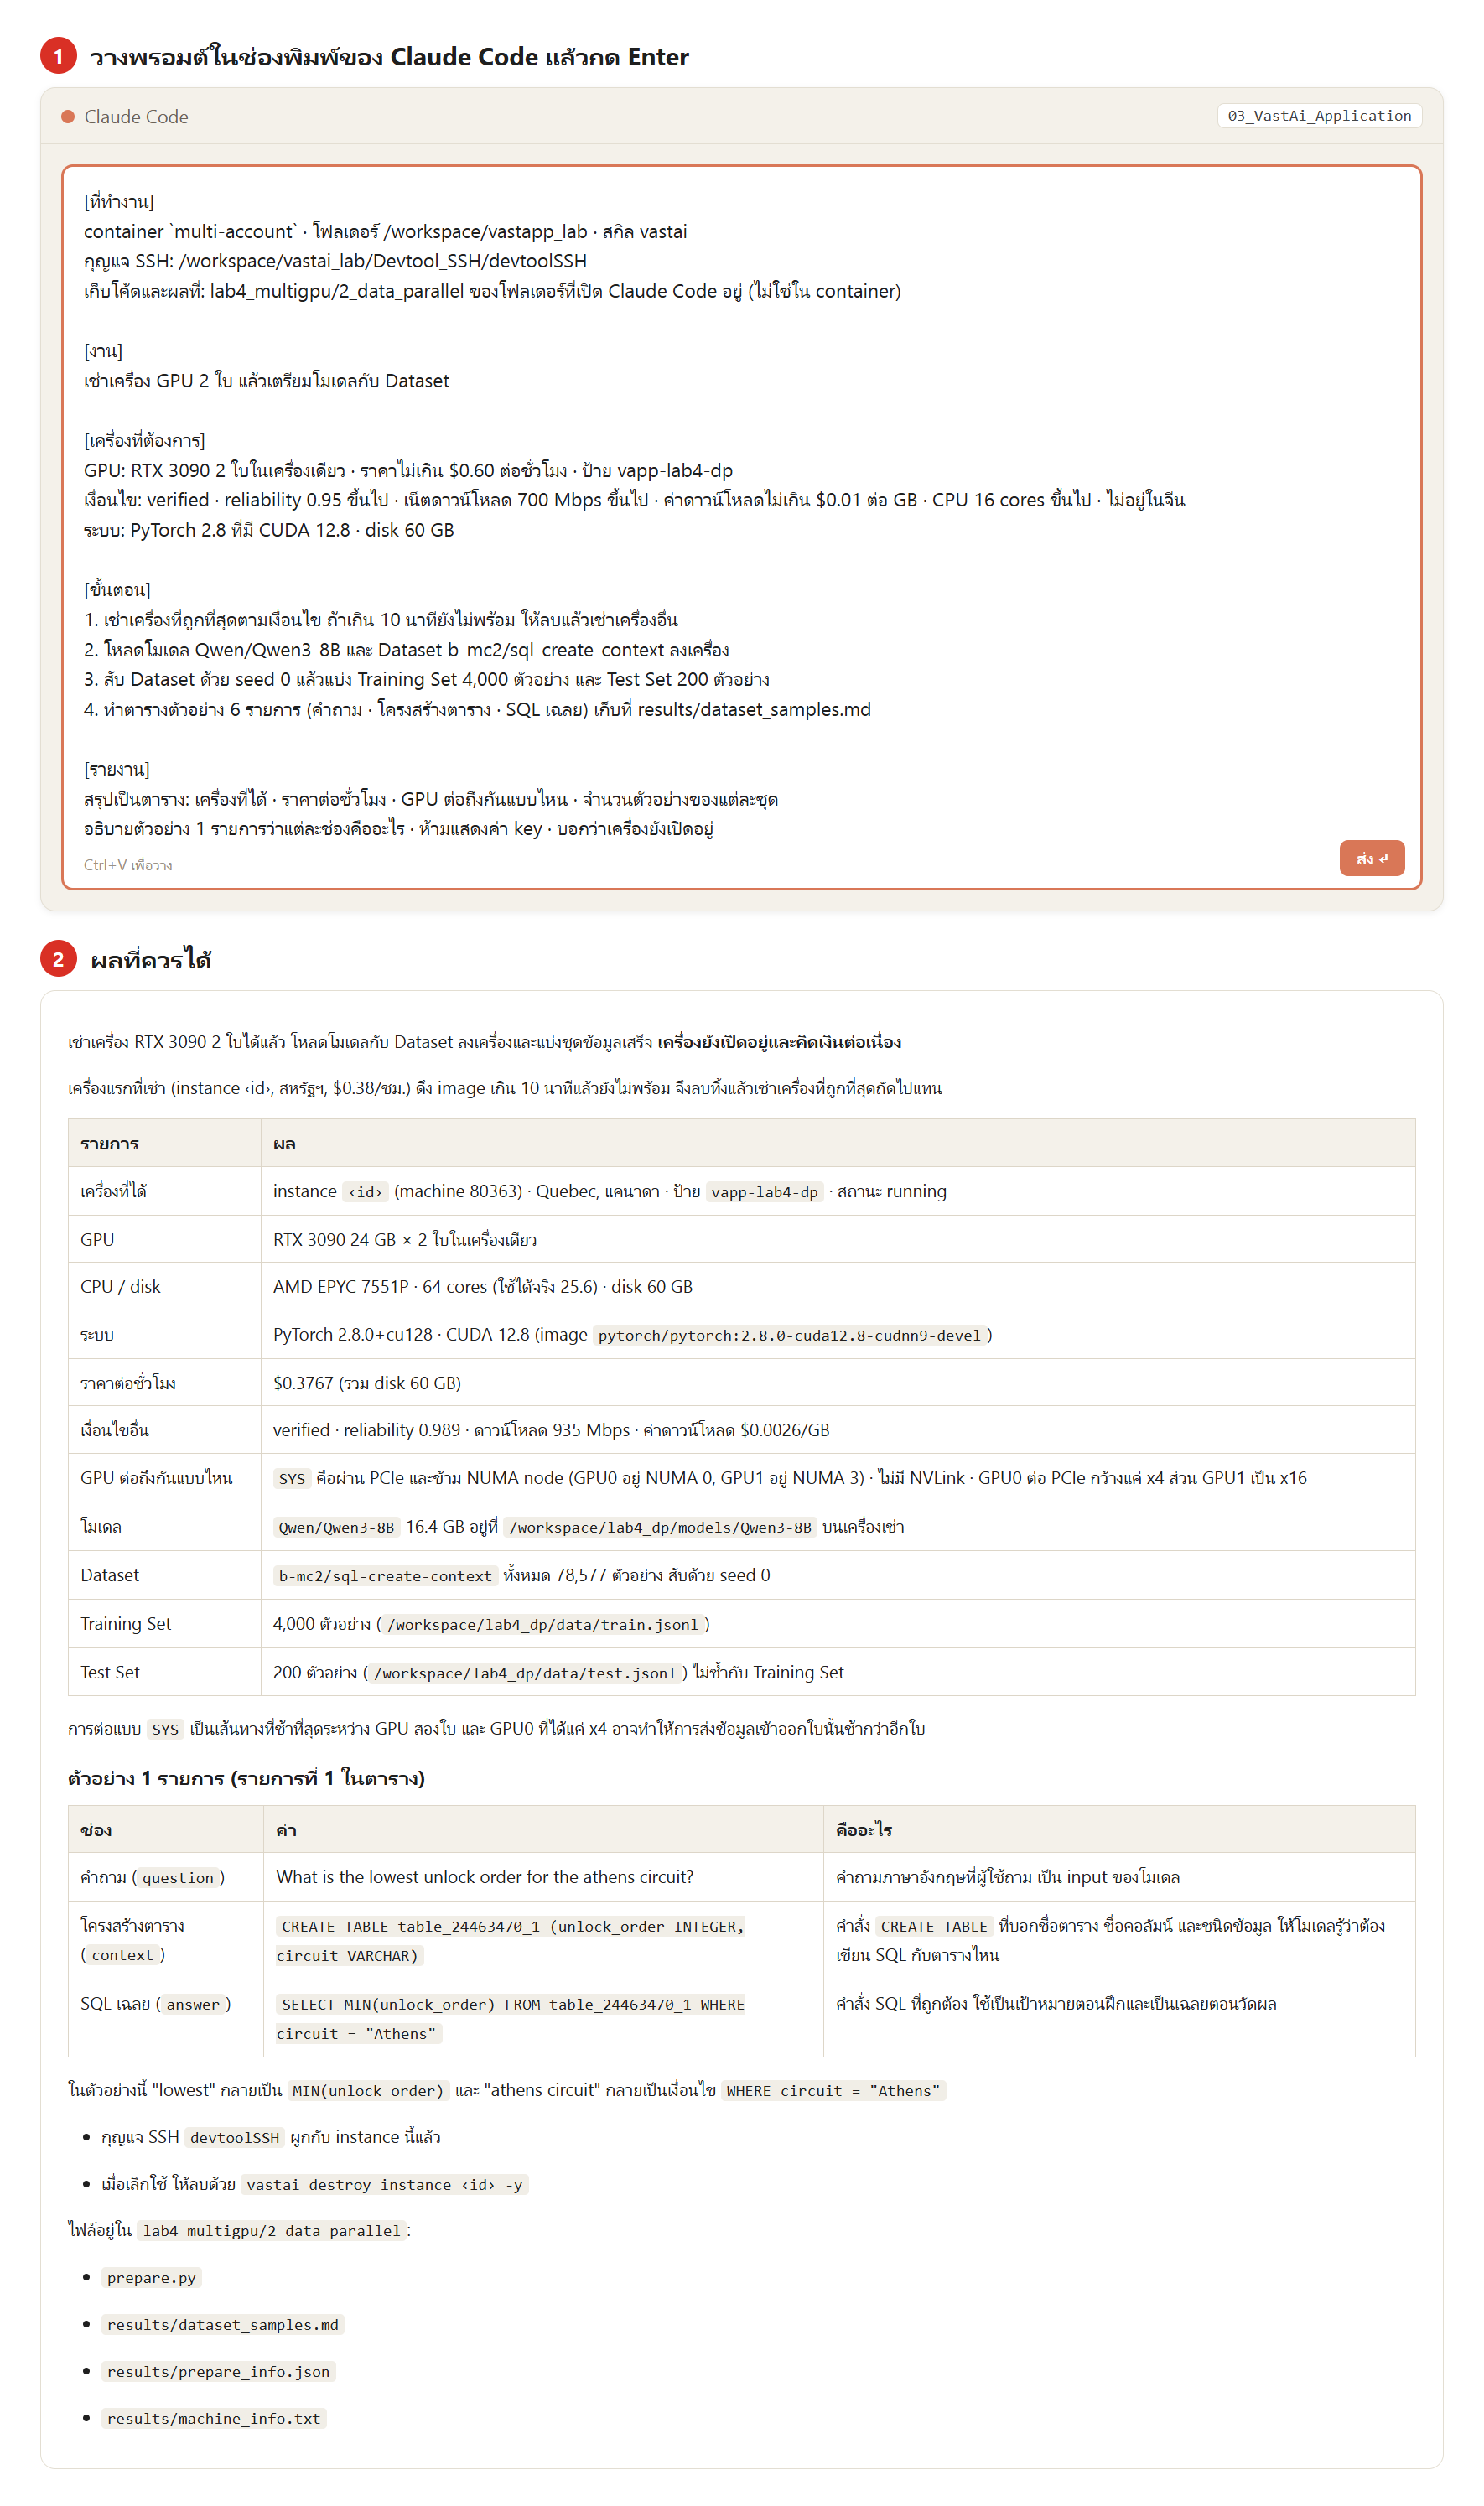 1 วางพรอมต์ในช่องพิมพ์ของ Claude Code แล้วกด Enter
Claude Code
03_VastAi_Application
[ที่ทำงาน]
container `multi-account` · โฟลเดอร์ /workspace/vastapp_lab · สกิล vastai
กุญแจ SSH: /workspace/vastai_lab/Devtool_SSH/devtoolSSH
เก็บโค้ดและผลที่: lab4_multigpu/2_data_parallel ของโฟลเดอร์ที่เปิด Claude Code อยู่ (ไม่ใช่ใน container)
[งาน]
เช่าเครื่อง GPU 2 ใบ แล้วเตรียมโมเดลกับ Dataset
[เครื่องที่ต้องการ]
GPU: RTX 3090 2 ใบในเครื่องเดียว · ราคาไม่เกิน $0.60 ต่อชั่วโมง · ป้าย vapp-lab4-dp
เงื่อนไข: verified · reliability 0.95 ขึ้นไป · เน็ตดาวน์โหลด 700 Mbps ขึ้นไป · ค่าดาวน์โหลดไม่เกิน $0.01 ต่อ GB · CPU 16 cores ขึ้นไป · ไม่อยู่ในจีน
ระบบ: PyTorch 2.8 ที่มี CUDA 12.8 · disk 60 GB
[ขั้นตอน]
1. เช่าเครื่องที่ถูกที่สุดตามเงื่อนไข ถ้าเกิน 10 นาทียังไม่พร้อม ให้ลบแล้วเช่าเครื่องอื่น
2. โหลดโมเดล Qwen/Qwen3-8B และ Dataset b-mc2/sql-create-context ลงเครื่อง
3. สับ Dataset ด้วย seed 0 แล้วแบ่ง Training Set 4,000 ตัวอย่าง และ Test Set 200 ตัวอย่าง
4. ทำตารางตัวอย่าง 6 รายการ (คำถาม · โครงสร้างตาราง · SQL เฉลย) เก็บที่ results/dataset_samples.md
[รายงาน]
สรุปเป็นตาราง: เครื่องที่ได้ · ราคาต่อชั่วโมง · GPU ต่อถึงกันแบบไหน · จำนวนตัวอย่างของแต่ละชุด
อธิบายตัวอย่าง 1 รายการว่าแต่ละช่องคืออะไร · ห้ามแสดงค่า key · บอกว่าเครื่องยังเปิดอยู่
Ctrl+V เพื่อวาง
ส่ง ↵
2 ผลที่ควรได้
เช่าเครื่อง RTX 3090 2 ใบได้แล้ว โหลดโมเดลกับ Dataset ลงเครื่องและแบ่งชุดข้อมูลเสร็จ เครื่องยังเปิดอยู่และคิดเงินต่อเนื่อง
เครื่องแรกที่เช่า (instance ‹id›, สหรัฐฯ, $0.38/ชม.) ดึง image เกิน 10 นาทีแล้วยังไม่พร้อม จึงลบทิ้งแล้วเช่าเครื่องที่ถูกที่สุดถัดไปแทน
รายการ ผล
เครื่องที่ได้ instance ‹id› (machine 80363) · Quebec, แคนาดา · ป้าย vapp-lab4-dp · สถานะ running
GPU RTX 3090 24 GB × 2 ใบในเครื่องเดียว
CPU / disk AMD EPYC 7551P · 64 cores (ใช้ได้จริง 25.6) · disk 60 GB
ระบบ PyTorch 2.8.0+cu128 · CUDA 12.8 (image pytorch/pytorch:2.8.0-cuda12.8-cudnn9-devel)
ราคาต่อชั่วโมง $0.3767 (รวม disk 60 GB)
เงื่อนไขอื่น verified · reliability 0.989 · ดาวน์โหลด 935 Mbps · ค่าดาวน์โหลด $0.0026/GB
GPU ต่อถึงกันแบบไหน SYS คือผ่าน PCIe และข้าม NUMA node (GPU0 อยู่ NUMA 0, GPU1 อยู่ NUMA 3) · ไม่มี NVLink · GPU0 ต่อ PCIe กว้างแค่ x4 ส่วน GPU1 เป็น x16
โมเดล Qwen/Qwen3-8B 16.4 GB อยู่ที่ /workspace/lab4_dp/models/Qwen3-8B บนเครื่องเช่า
Dataset b-mc2/sql-create-context ทั้งหมด 78,577 ตัวอย่าง สับด้วย seed 0
Training Set 4,000 ตัวอย่าง (/workspace/lab4_dp/data/train.jsonl)
Test Set 200 ตัวอย่าง (/workspace/lab4_dp/data/test.jsonl) ไม่ซ้ำกับ Training Set
การต่อแบบ SYS เป็นเส้นทางที่ช้าที่สุดระหว่าง GPU สองใบ และ GPU0 ที่ได้แค่ x4 อาจทำให้การส่งข้อมูลเข้าออกใบนั้นช้ากว่าอีกใบ
ตัวอย่าง 1 รายการ (รายการที่ 1 ในตาราง)
ช่อง ค่า คืออะไร
คำถาม (question) What is the lowest unlock order for the athens circuit? คำถามภาษาอังกฤษที่ผู้ใช้ถาม เป็น input ของโมเดล
โครงสร้างตาราง CREATE TABLE table_24463470_1 (unlock_order INTEGER, คำสั่ง CREATE TABLE ที่บอกชื่อตาราง ชื่อคอลัมน์ และชนิดข้อมูล ให้โมเดลรู้ว่าต้อง
(context) circuit VARCHAR) เขียน SQL กับตารางไหน
SQL เฉลย (answer) SELECT MIN(unlock_order) FROM table_24463470_1 WHERE คำสั่ง SQL ที่ถูกต้อง ใช้เป็นเป้าหมายตอนฝึกและเป็นเฉลยตอนวัดผล
circuit = "Athens"
ในตัวอย่างนี้ "lowest" กลายเป็น MIN(unlock_order) และ "athens circuit" กลายเป็นเงื่อนไข WHERE circuit = "Athens"
• กุญแจ SSH devtoolSSH ผูกกับ instance นี้แล้ว
• เมื่อเลิกใช้ ให้ลบด้วย vastai destroy instance ‹id› -y
ไฟล์อยู่ใน lab4_multigpu/2_data_parallel:
• prepare.py
• results/dataset_samples.md
• results/prepare_info.json
• results/machine_info.txt